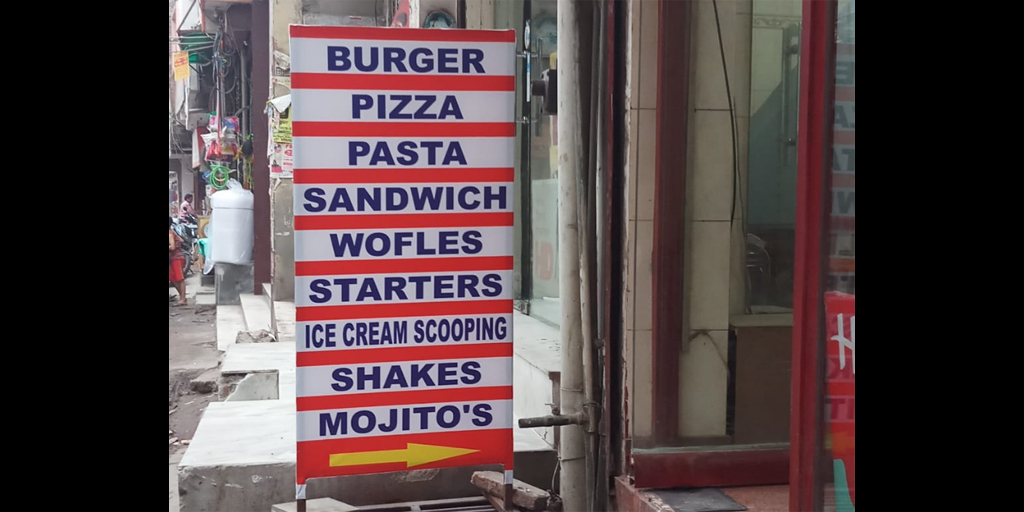 BURGER
PIZZA
PASTA
SANDWICH
WOFLES
STARTERS
ICE CREAM SCOOPING
SHAKES
MOJITO'S